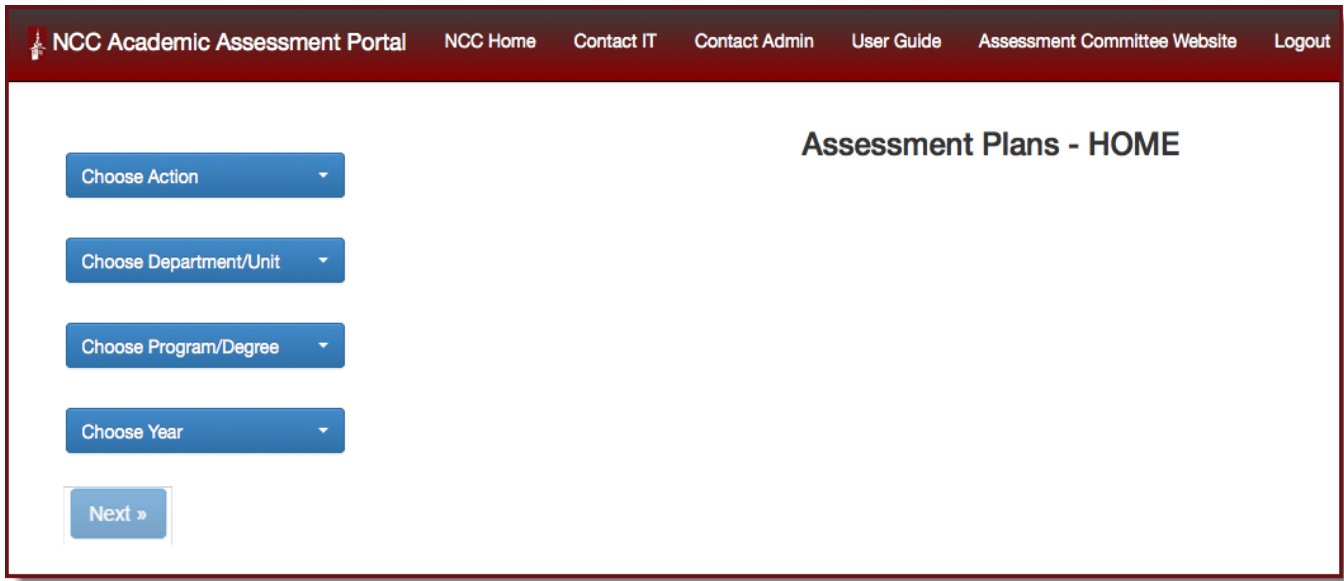 NCC Academic Assessment Portal NCC Home Contact IT Contact Admin User Guide Assessment Committee Website Logout
Assessment Plans - HOME
Choose Action
Choose Department/Unit
Choose Program/Degree
Choose Year
Next »